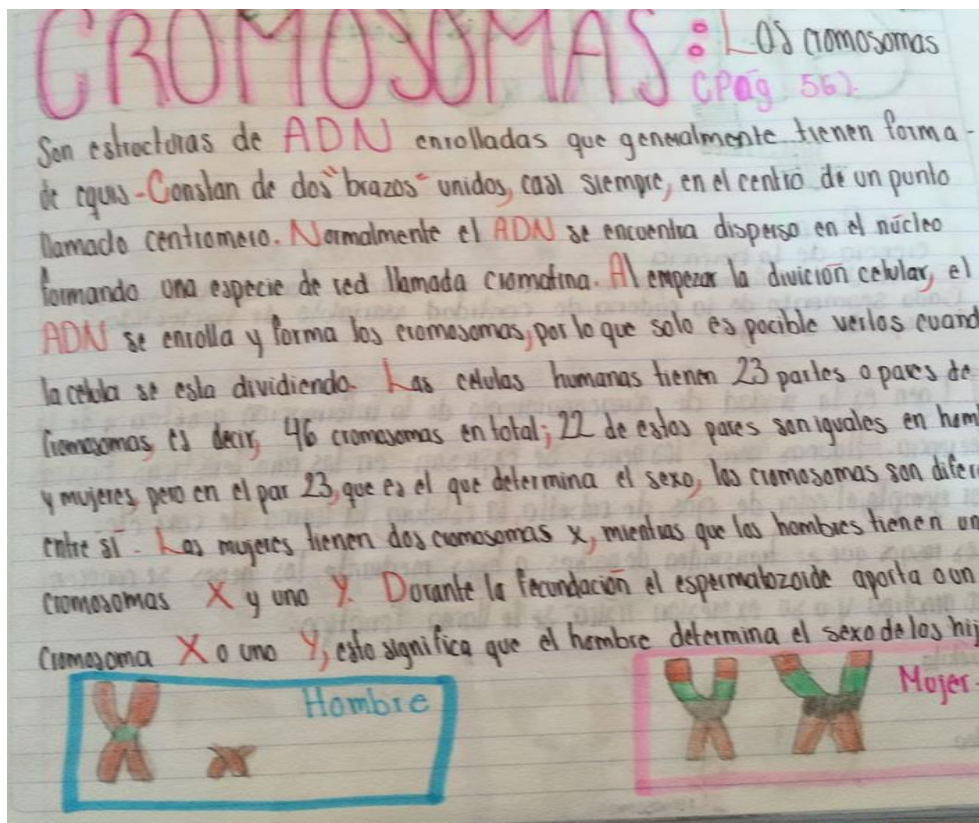 CROMOSOMAS: Los cromosomas
(Pág 56).
Son estructuras de ADN enrolladas que generalmente tienen forma
de equis-Constan de dos "brazos" unidos, casi siempre, en el centro de un punto
llamado centromero. Normalmente el ADN se encuentra disperso en el núcleo
formando una especie de red llamada cromatina. Al empezar la divicion celular, el
ADN se enrolla y forma los cromosomas, por lo que solo es pocible verlos cuand
la celula se esta dividiendo. Las celulas humanas tienen 23 partes o pares de
Cromosomas, es decir, 46 cromosomas en total; 22 de estos pares son iguales en hom
y mujeres, pero en el par 23, que es el que determina el sexo, los cromosomas son difer
entre sí. Las mujeres tienen dos cromosomas x, mientras que los hombres tienen un
cromosomas X y uno Y. Durante la fecundación el espermatozoide aporta o un
Cromosoma X o uno Y, esto significa que el hombre determina el sexo de los hij
Hombre
Mujer.